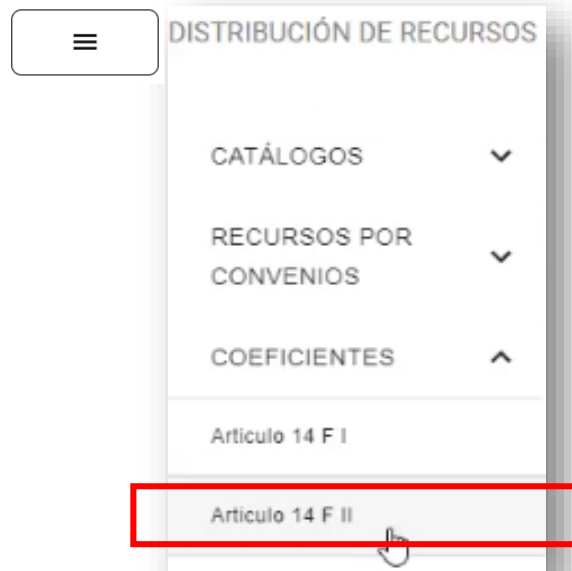 DISTRIBUCIÓN DE RECURSOS
CATÁLOGOS
RECURSOS POR
CONVENIOS
COEFICIENTES
Articulo 14 F I
Articulo 14 F II